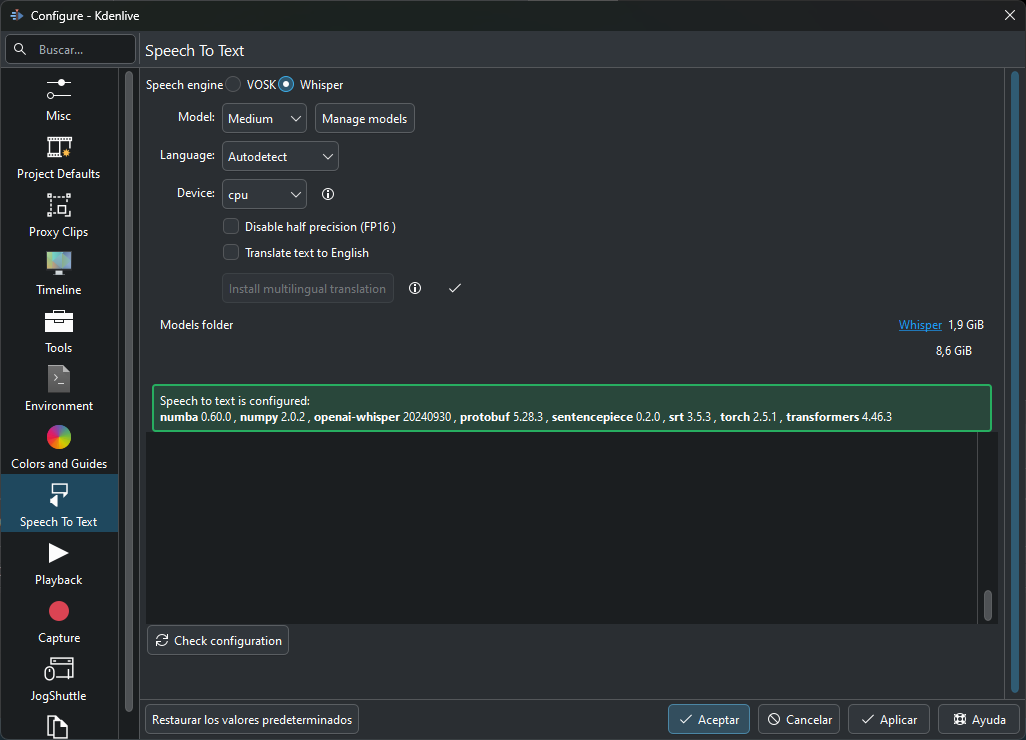 Configure - Kdenlive
Buscar...
Speech To Text
Misc
Project Defaults
Proxy Clips
Timeline
Tools
Environment
Colors and Guides
Speech To Text
Playback
Capture
JogShuttle
Speech engine VOSK Whisper
Model: Medium Manage models
Language: Autodetect
Device: cpu
Disable half precision (FP16 )
Translate text to English
Install multilingual translation
Models folder Whisper 1,9 GiB
8,6 GiB
Speech to text is configured:
numba 0.60.0 , numpy 2.0.2 , openai-whisper 20240930 , protobuf 5.28.3 , sentencepiece 0.2.0 , srt 3.5.3 , torch 2.5.1 , transformers 4.46.3
Check configuration
Restaurar los valores predeterminados Aceptar Cancelar Aplicar Ayuda